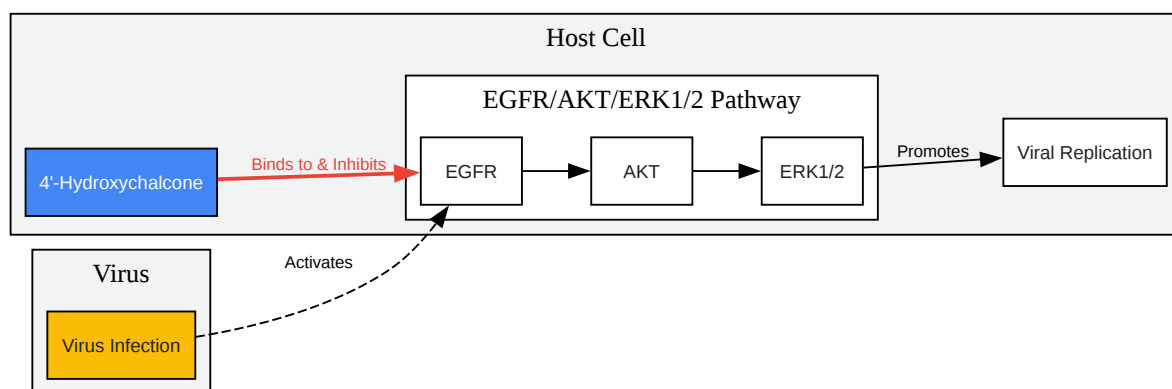 Host Cell
EGFR/AKT/ERK1/2 Pathway
4'-Hydroxychalcone
Binds to & Inhibits
EGFR
AKT
ERK1/2
Promotes
Viral Replication
Activates
Virus
Virus Infection